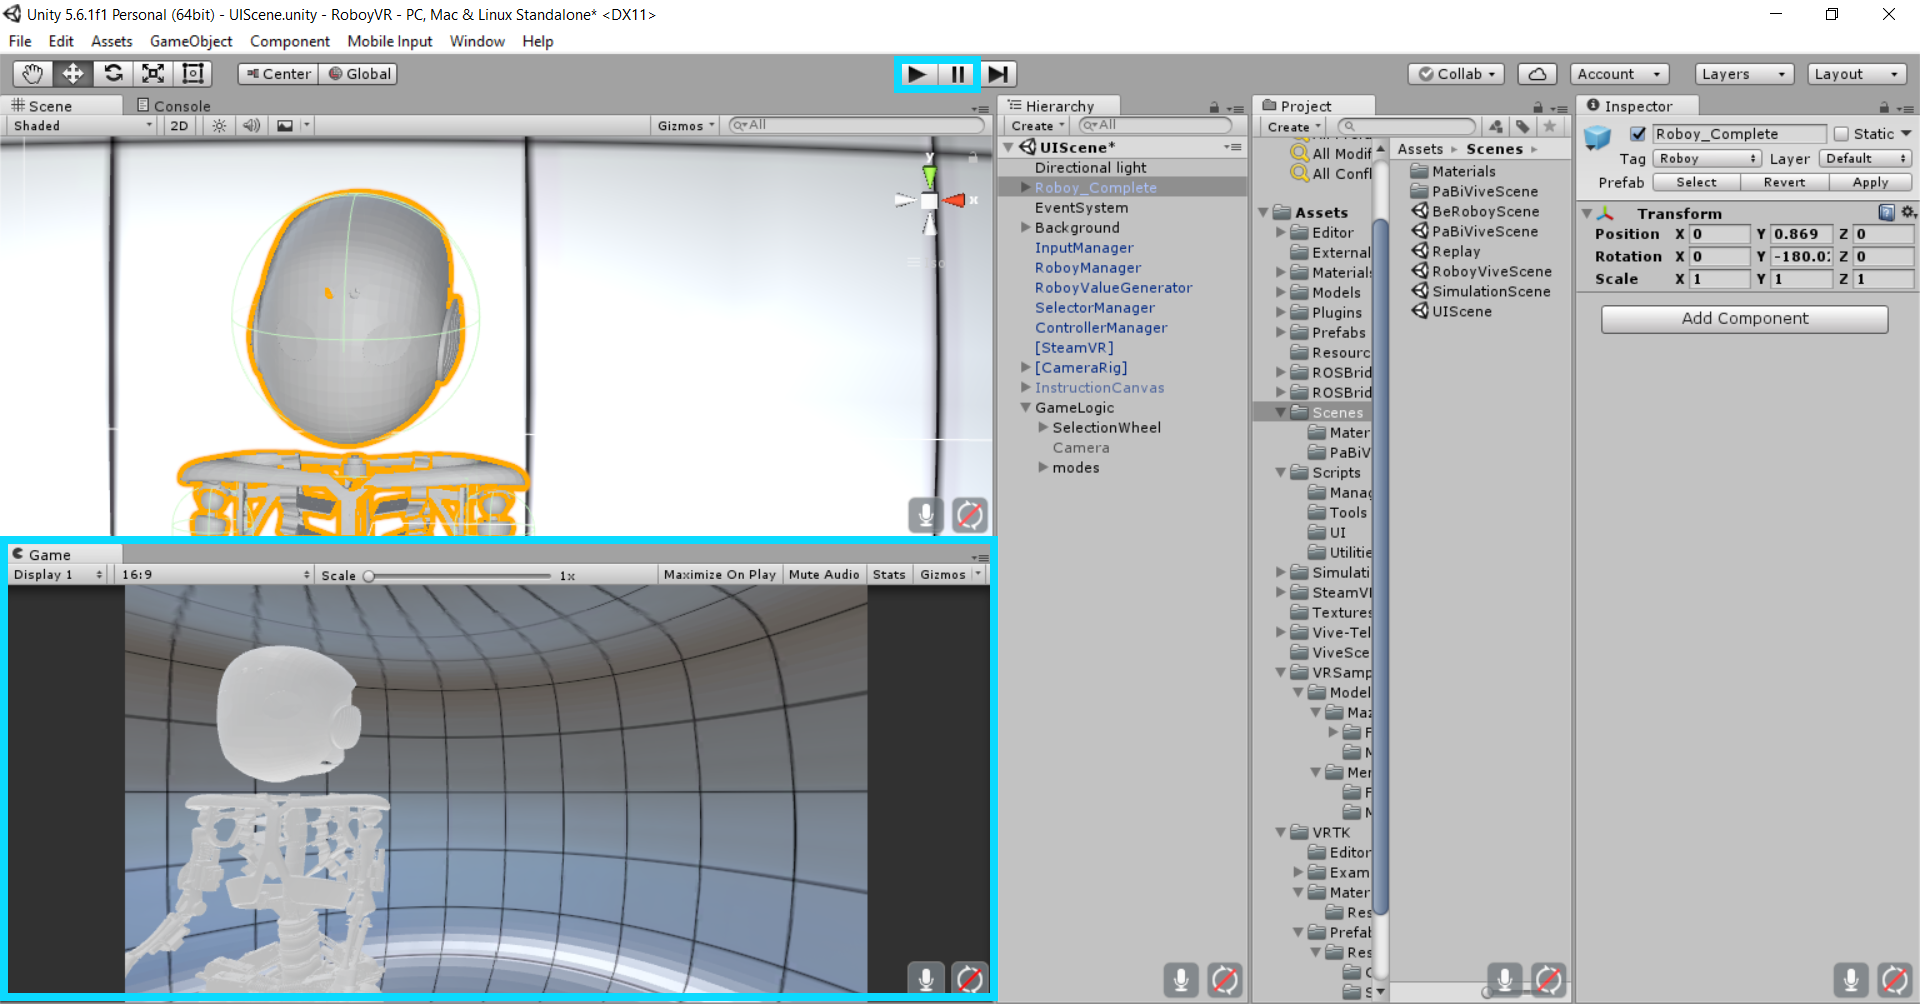 Unity 5.6.1f1 Personal (64bit) - UIScene.unity - RoboyVR - PC, Mac & Linux Standalone* <DX11>
File Edit Assets GameObject Component Mobile Input Window Help
Center Global
Collab Account Layers Layout
Scene Console
Shaded 2D Gizmos All
y
x
Iso
Game
Display 1 16:9 Scale 1x Maximize On Play Mute Audio Stats Gizmos
Hierarchy
Create All
UIScene*
Directional light
Roboy_Complete
EventSystem
Background
InputManager
RoboyManager
RoboyValueGenerator
SelectorManager
ControllerManager
[SteamVR]
[CameraRig]
InstructionCanvas
GameLogic
SelectionWheel
Camera
modes
Project
Create
All Modif
All Confl
Assets
Editor
External
Materials
Models
Plugins
Prefabs
Resourc
ROSBrid
ROSBrid
Scenes
Mater
PaBiV
Scripts
Manag
Tools
UI
Utilitie
Simulati
SteamVI
Textures
Vive-Tel
ViveSce
VRSamp
Model
Maz
F
M
Mer
F
M
VRTK
Editor
Exam
Mater
Res
Prefab
Res
C
S
Assets Scenes
Materials
PaBiViveScene
BeRoboyScene
PaBiViveScene
Replay
RoboyViveScene
SimulationScene
UIScene
Inspector
Roboy_Complete Static
Tag Roboy Layer Default
Prefab Select Revert Apply
Transform
Position X 0 Y 0.869 Z 0
Rotation X 0 Y -180.0 Z 0
Scale X 1 Y 1 Z 1
Add Component